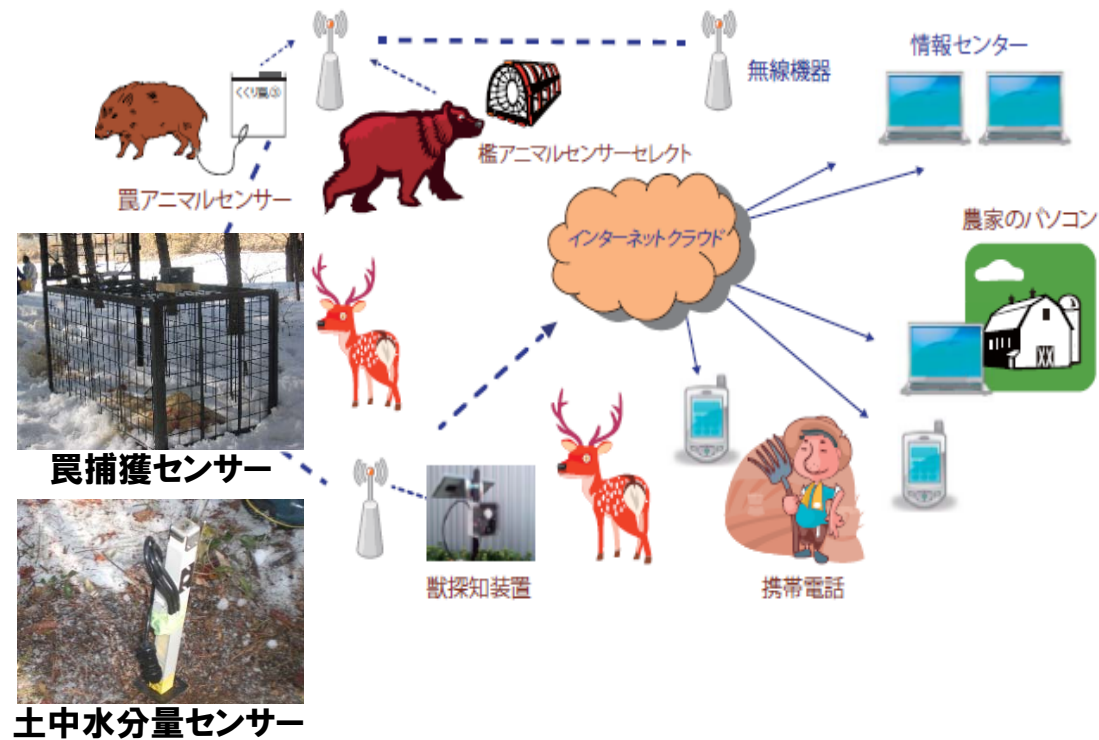 情報センター
無線機器
くくり罠③
檻アニマルセンサーセレクト
罠アニマルセンサー
農家のパソコン
インターネットクラウド
罠捕獲センサー
獣探知装置
携帯電話
土中水分量センサー